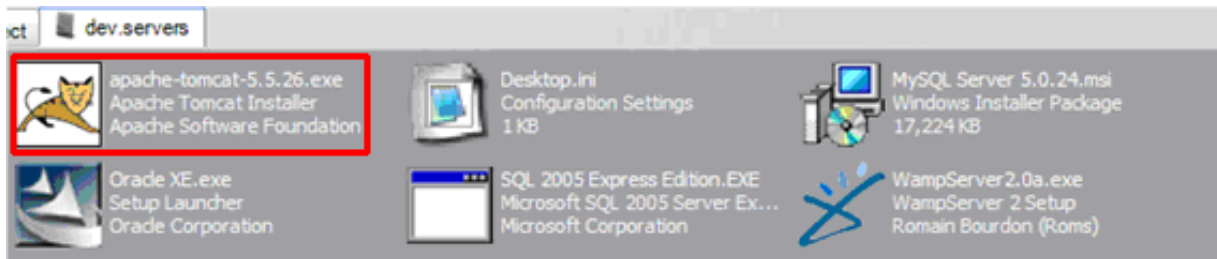 ect
dev.servers
apache-tomcat-5.5.26.exe
Apache Tomcat Installer
Apache Software Foundation
Desktop.ini
Configuration Settings
1 KB
MySQL Server 5.0.24.msi
Windows Installer Package
17,224 KB
Oracle XE.exe
Setup Launcher
Oracle Corporation
SQL 2005 Express Edition.EXE
Microsoft SQL 2005 Server Ex...
Microsoft Corporation
WampServer2.0a.exe
WampServer 2 Setup
Romain Bourdon (Roms)